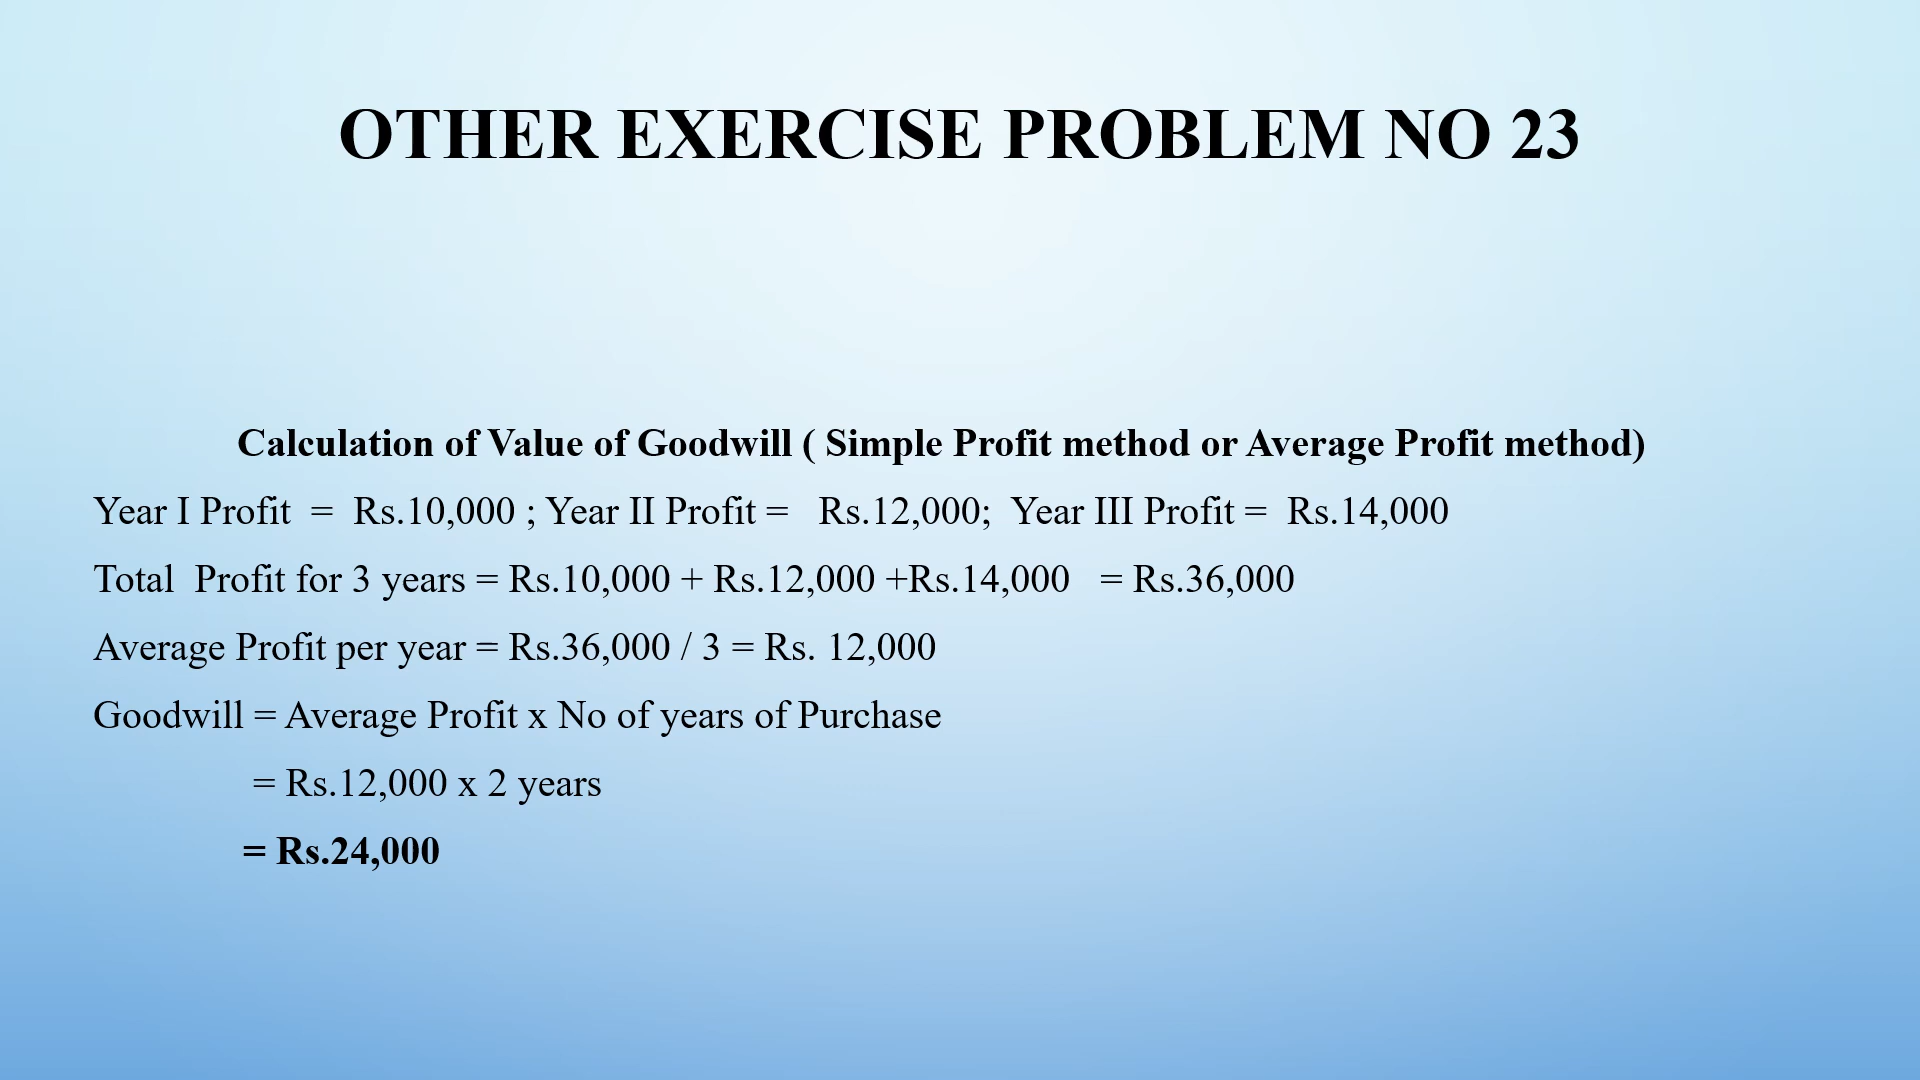 OTHER EXERCISE PROBLEM NO 23
Calculation of Value of Goodwill ( Simple Profit method or Average Profit method)
Year I Profit = Rs.10,000 ; Year II Profit = Rs.12,000; Year III Profit = Rs.14,000
Total Profit for 3 years = Rs.10,000 + Rs.12,000 +Rs.14,000 = Rs.36,000
Average Profit per year = Rs.36,000 / 3 = Rs. 12,000
Goodwill = Average Profit x No of years of Purchase
= Rs.12,000 x 2 years
= Rs.24,000